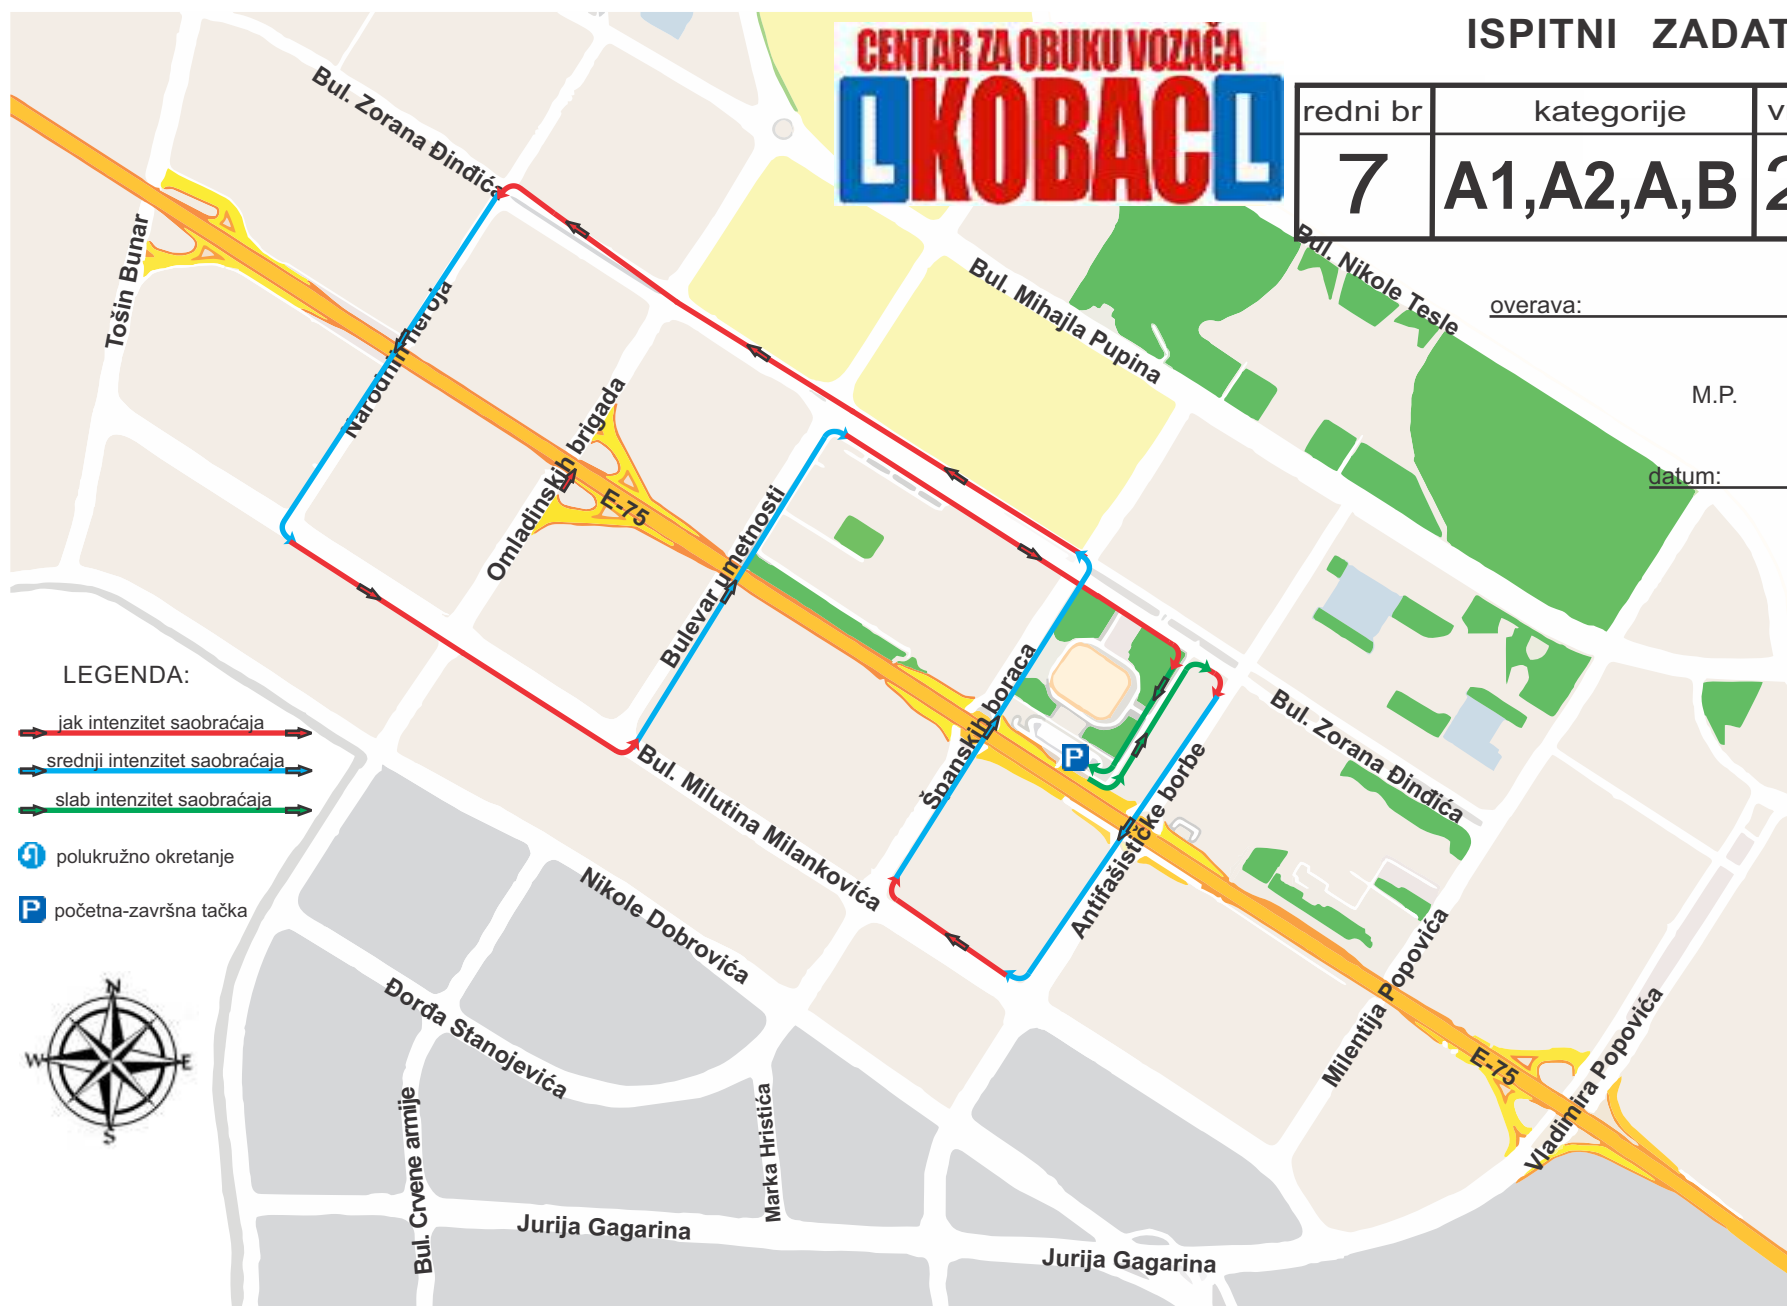 CENTAR ZA OBUKU VOZAČA
L KOBAC L
ISPITNI ZADAT
redni br
kategorije
v
7
A1,A2,A,B
2
overava:
M.P.
datum:
Bul. Zorana Đinđića
Tošin Bunar
Narodnih heroja
Omladinskih brigada
E-75
Bulevar umetnosti
Bul. Mihajla Pupina
Bul. Nikole Tesle
Španskih boraca
P
Antifašističke borbe
Bul. Zorana Đinđića
Bul. Milutina Milankovića
Nikole Dobrovića
Đorđa Stanojevića
Bul. Crvene armije
Marka Hristića
Jurija Gagarina
Jurija Gagarina
Milentija Popovića
Vladimira Popovića
E-75
LEGENDA:
jak intenzitet saobraćaja
srednji intenzitet saobraćaja
slab intenzitet saobraćaja
polukružno okretanje
P početna-završna tačka
N
W E
S